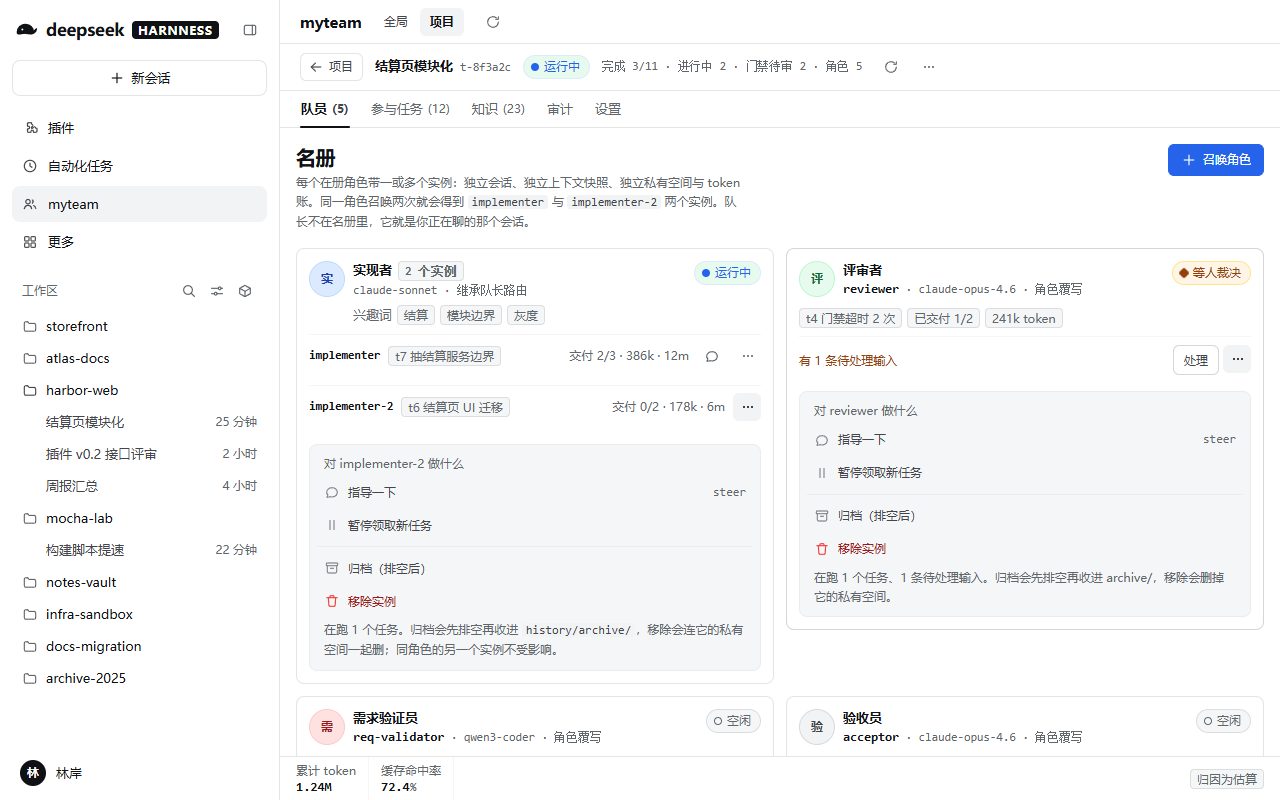 deepseek HARNNESS
新会话
插件
自动化任务
myteam
更多
工作区
storefront
atlas-docs
harbor-web
结算页模块化 25 分钟
插件 v0.2 接口评审 2 小时
周报汇总 4 小时
mocha-lab
构建脚本提速 22 分钟
notes-vault
infra-sandbox
docs-migration
archive-2025
林 林岸
myteam 全局 项目
项目 结算页模块化 t-8f3a2c 运行中 完成 3/11 · 进行中 2 · 门禁待审 2 · 角色 5
队员 (5) 参与任务 (12) 知识 (23) 审计 设置
名册
召唤角色
每个在册角色带一或多个实例：独立会话、独立上下文快照、独立私有空间与 token
账。同一角色召唤两次就会得到 implementer 与 implementer-2 两个实例。队
长不在名册里，它就是你正在聊的那个会话。
实 实现者 2 个实例 运行中
claude-sonnet · 继承队长路由
兴趣词 结算 模块边界 灰度
implementer t7 抽结算服务边界 交付 2/3 · 386k · 12m
implementer-2 t6 结算页 UI 迁移 交付 0/2 · 178k · 6m
对 implementer-2 做什么
指导一下 steer
暂停领取新任务
归档（排空后）
移除实例
在跑 1 个任务。归档会先排空再收进 history/archive/ ，移除会连它的私有
空间一起删；同角色的另一个实例不受影响。
评 评审者 等人裁决
reviewer · claude-opus-4.6 · 角色覆写
t4 门禁超时 2 次 已交付 1/2 241k token
有 1 条待处理输入 处理
对 reviewer 做什么
指导一下 steer
暂停领取新任务
归档（排空后）
移除实例
在跑 1 个任务、1 条待处理输入。归档会先排空再收进 archive/，移除会删掉
它的私有空间。
需 需求验证员 空闲
req-validator · qwen3-coder · 角色覆写
验 验收员 空闲
acceptor · claude-opus-4.6 · 角色覆写
累计 token 缓存命中率
1.24M 72.4%
归因为估算